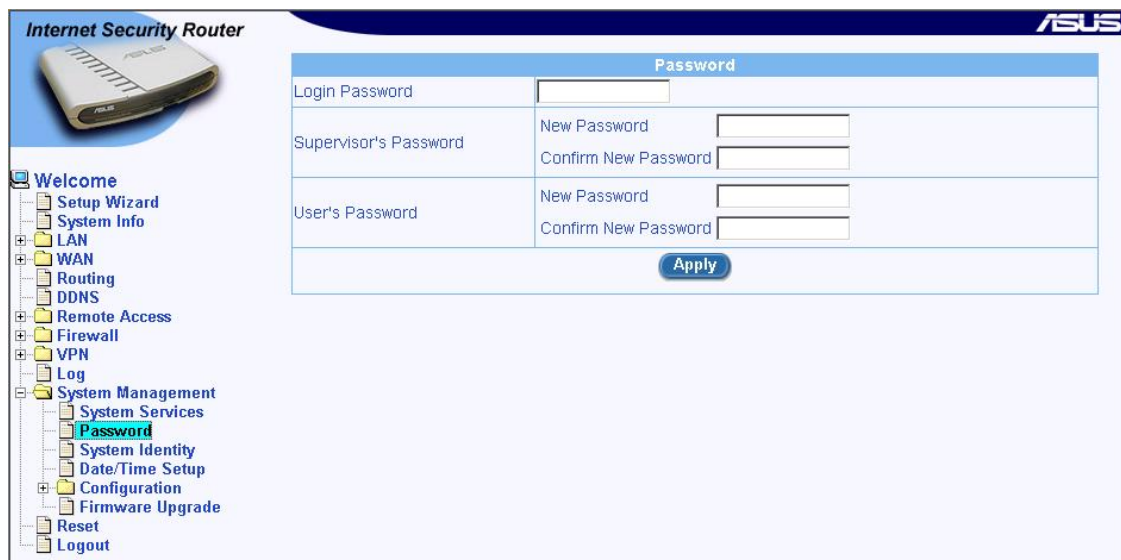 Internet Security Router
ASUS
Password
Login Password
Supervisor's Password
New Password
Confirm New Password
User's Password
New Password
Confirm New Password
Apply
Welcome
Setup Wizard
System Info
LAN
WAN
Routing
DDNS
Remote Access
Firewall
VPN
Log
System Management
System Services
Password
System Identity
Date/Time Setup
Configuration
Firmware Upgrade
Reset
Logout